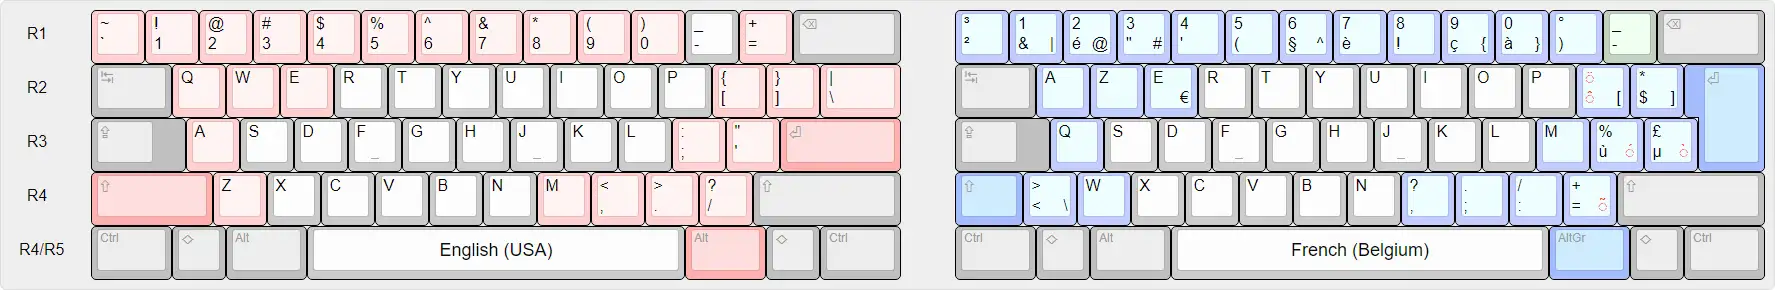 R1 ~ ! @ # $ % ^ & * ( ) _ + ⌫ ³ 1 2 3 4 5 6 7 8 9 0 ° _ ⌫
` 1 2 3 4 5 6 7 8 9 0 - = ² & | é @ " # ' ( § ^ è ! ç { à } ) -
R2 ↹ Q W E R T Y U I O P { } | ↹ A Z E R T Y U I O P ¨ * ⏎
[ ] \ € ^ [ $ ]
R3 ⇪ A S D F G H J K L : " ⏎ ⇪ Q S D F G H J K L M % £
_ _ ; ' _ _ ù ´ µ `
R4 ⇧ Z X C V B N M < > ? ⇧ ⇧ > W X C V B N ? . / + ⇧
, . / < \ , ; : = ~
R4/R5 Ctrl ◇ Alt English (USA) Alt ◇ Ctrl Ctrl ◇ Alt French (Belgium) AltGr ◇ Ctrl